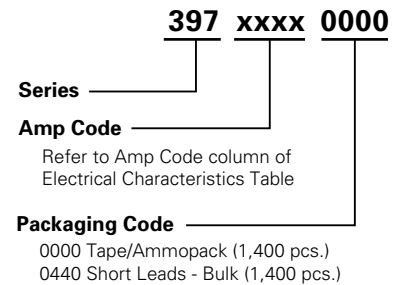 397 xxxx 0000
Series
Amp Code
Refer to Amp Code column of
Electrical Characteristics Table
Packaging Code
0000 Tape/Ammopack (1,400 pcs.)
0440 Short Leads - Bulk (1,400 pcs.)